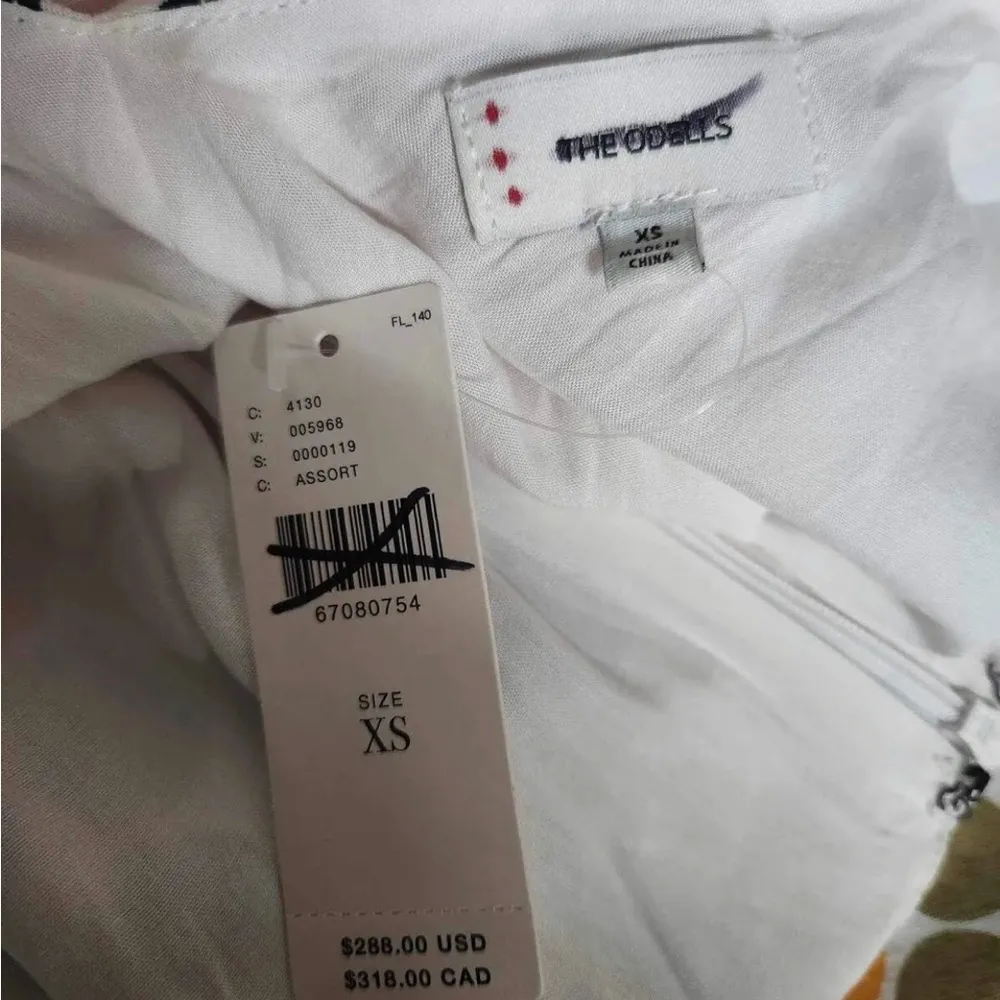 THE ODELLS
XS
MADE IN
CHINA
FL_140
C: 4130
V: 005968
S: 0000119
C: ASSORT
67080754
SIZE
XS
$288.00 USD
$318.00 CAD